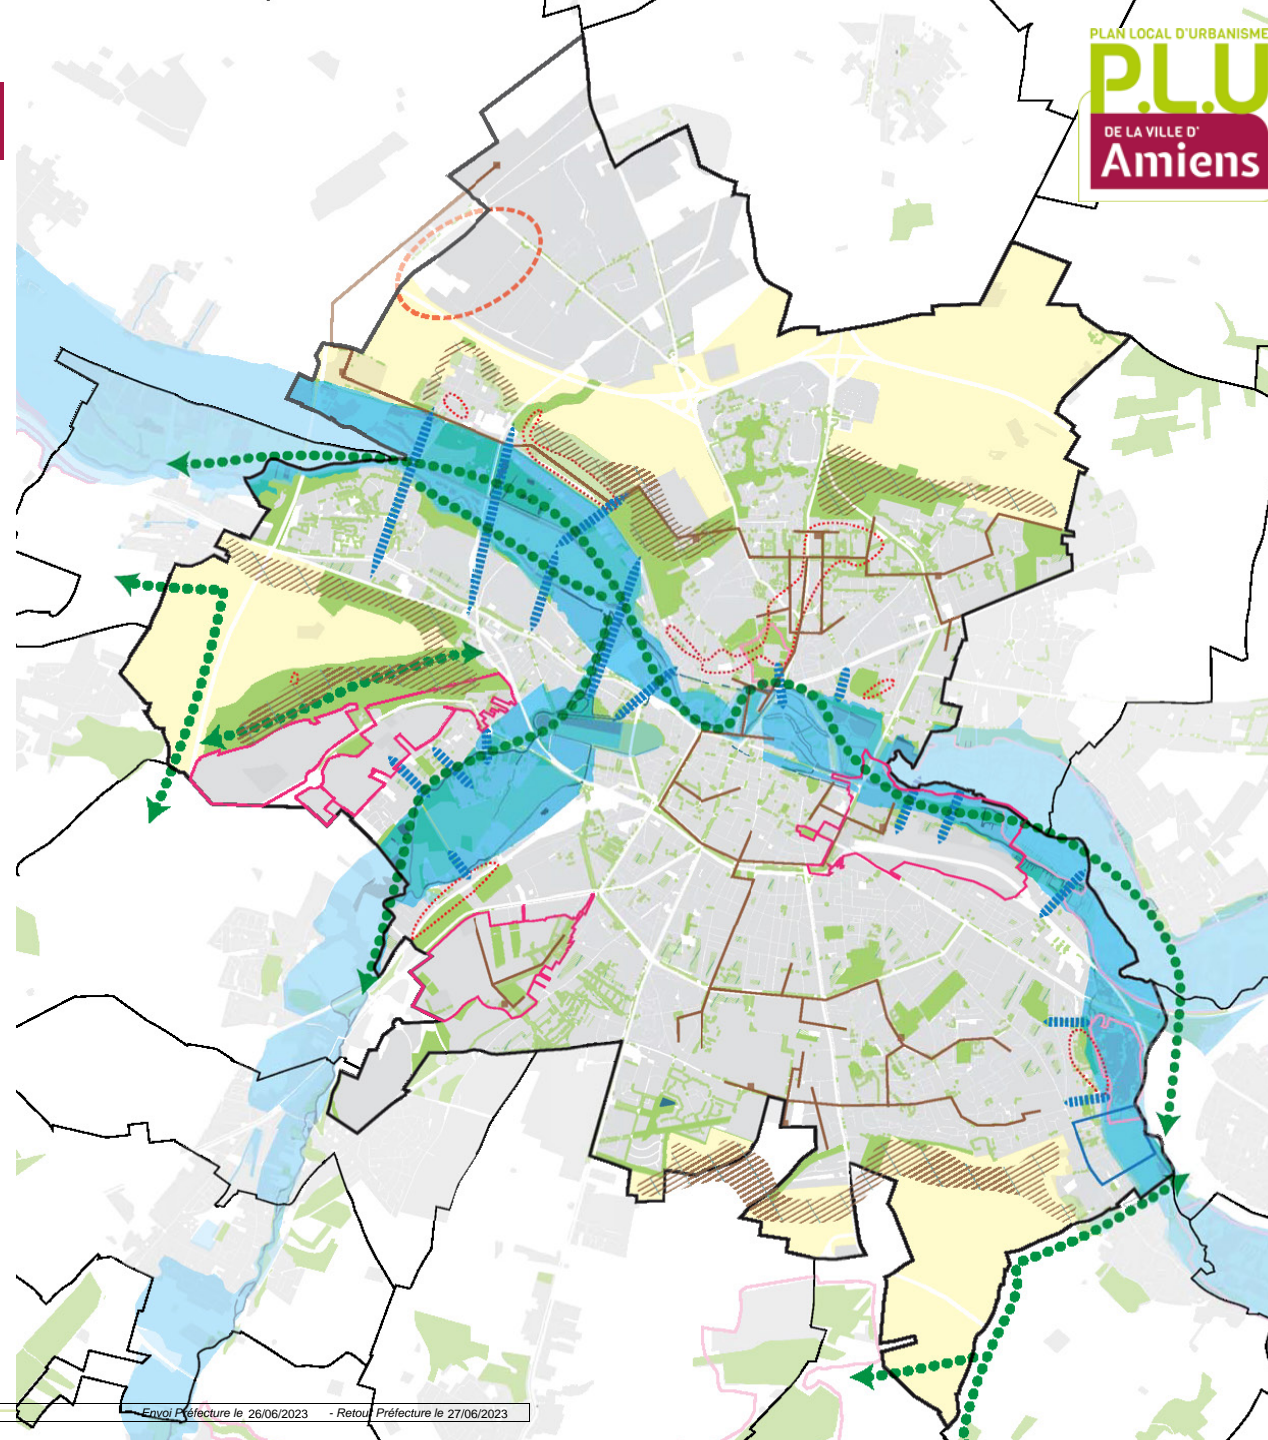 PLAN LOCAL D'URBANISME
P.L.U
DE LA VILLE D'
Amiens
- Envoi Préfecture le 26/06/2023 - Retour Préfecture le 27/06/2023